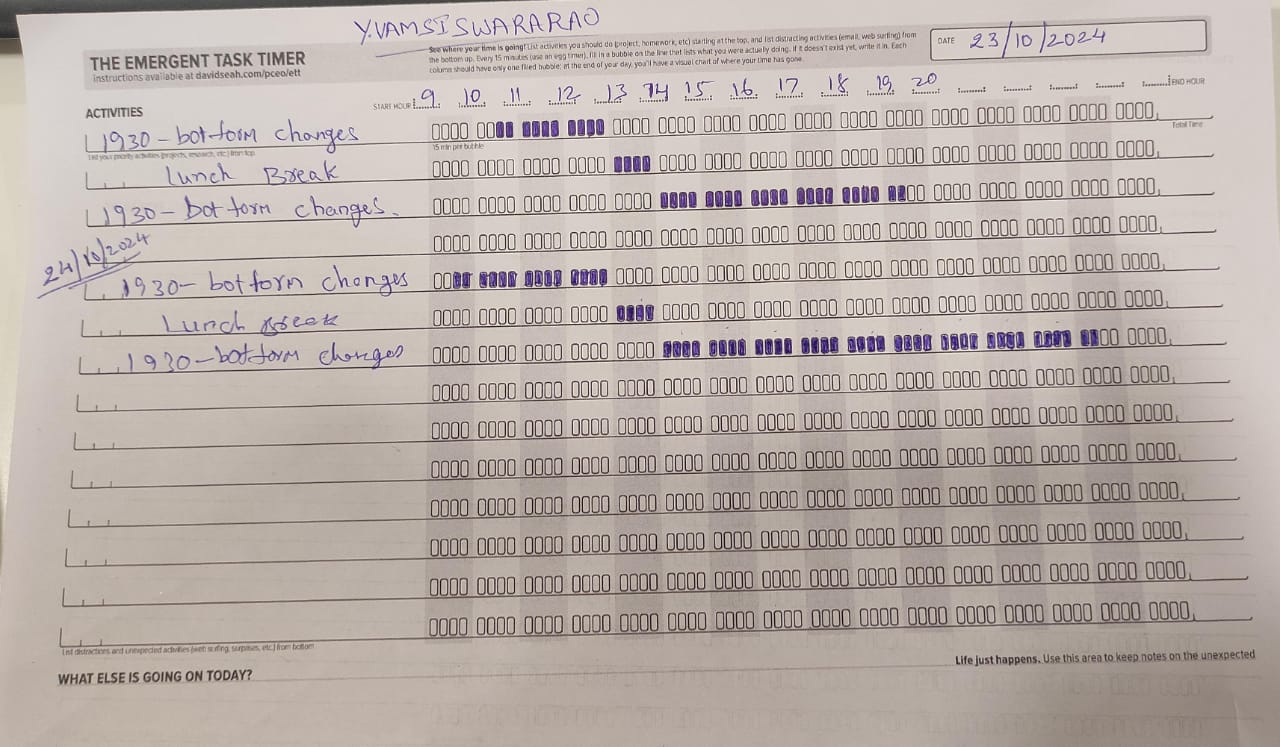 Y.VAMSISWARARAO
THE EMERGENT TASK TIMER
instructions available at davidseah.com/pceo/ett
See where your time is going! List activities you should do (project, homework, etc) starting at the top, and list distracting activities (email, web surfing) from
the bottom up. Every 15 minutes (use an egg timer), fill in a bubble on the line that lists what you were actually doing. If it doesn't exist yet, write it in. Each
column should have only one filled bubble; at the end of your day, you'll have a visual chart of where your time has gone.
DATE 23/10/2024
ACTIVITIES
START HOUR 9 10 11 12 13 14 15 16 17 18 19 20 END HOUR
1930-bot form changes
List your priority activities (projects, research, etc.) from top
15 min per bubble
Total Time
Lunch Break
1930-bot form changes.
24/10/2024
1930-bot form changes
Lunch Break
1930-bot form changes
List distractions and unexpected activities (web surfing, surprises, etc.) from bottom
WHAT ELSE IS GOING ON TODAY?
Life just happens. Use this area to keep notes on the unexpected